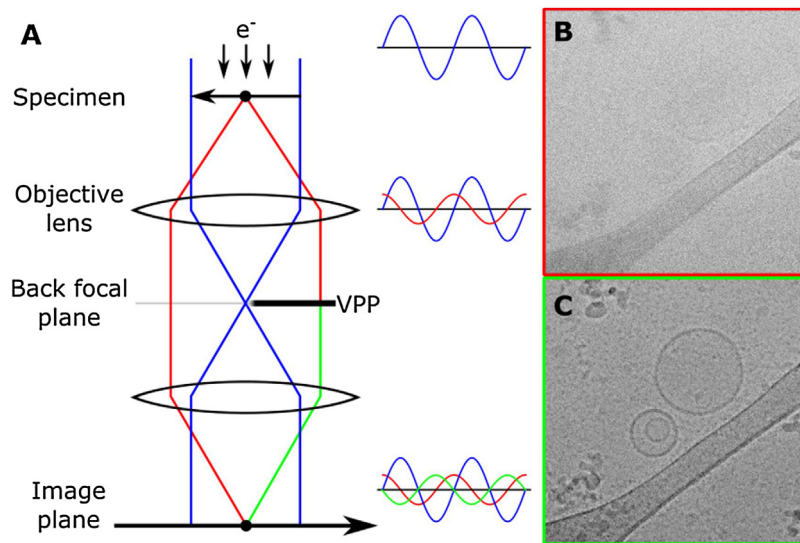 A
e-
Specimen
Objective
lens
Back focal
plane
VPP
Image
plane
B
C